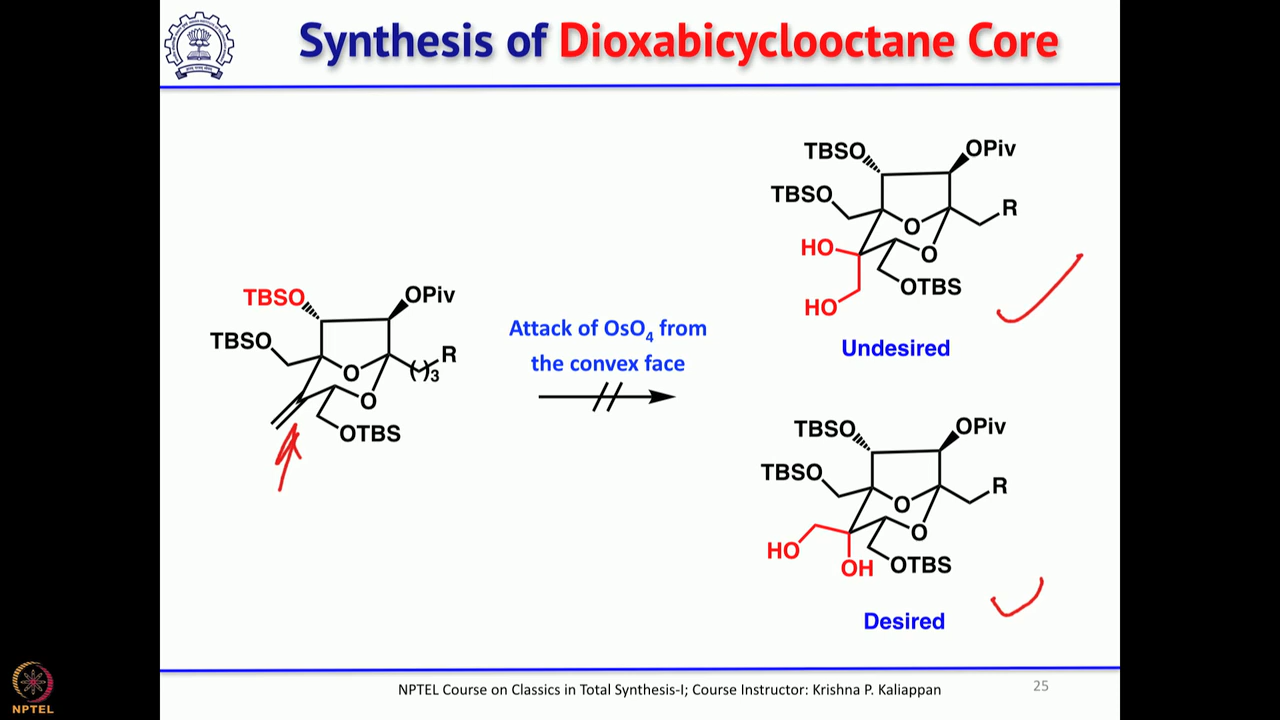 Synthesis of Dioxabicyclooctane Core
TBSO
OPiv
TBSO
O
O
( )3
R
OTBS
Attack of OsO4 from
the convex face
TBSO
OPiv
TBSO
R
O
HO
O
OTBS
HO
Undesired
TBSO
OPiv
TBSO
R
O
O
HO
OH
OTBS
Desired
NPTEL Course on Classics in Total Synthesis-I; Course Instructor: Krishna P. Kaliappan
25
NPTEL